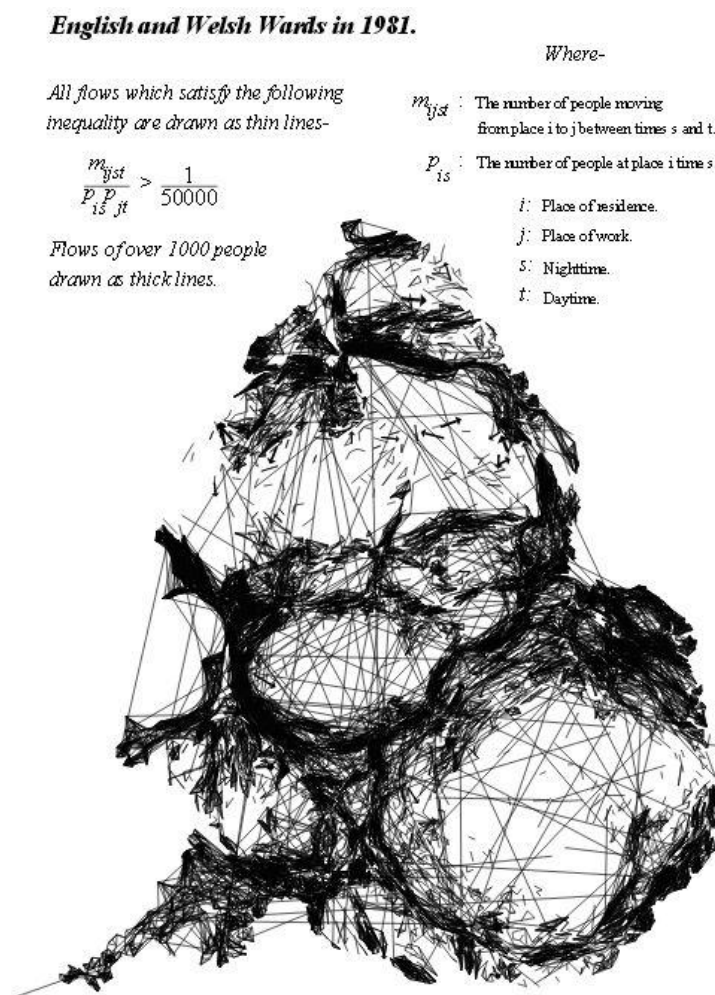 English and Welsh Wards in 1981.
All flows which satisfy the following
inequality are drawn as thin lines-
m_ijst / p_is p_jt > 1 / 50000
Flows of over 1000 people
drawn as thick lines.
Where-
m_ijst : The number of people moving
from place i to j between times s and t.
p_is : The number of people at place i time s
i: Place of residence.
j: Place of work.
s: Nighttime.
t: Daytime.